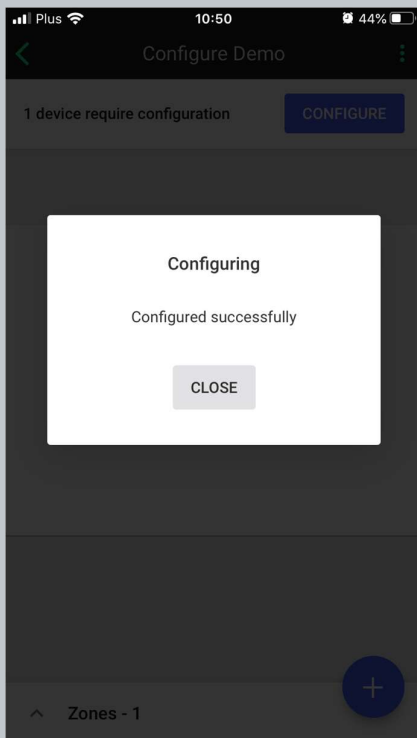 Plus 10:50 44%
Configure Demo
1 device require configuration CONFIGURE
Configuring
Configured successfully
CLOSE
Zones - 1